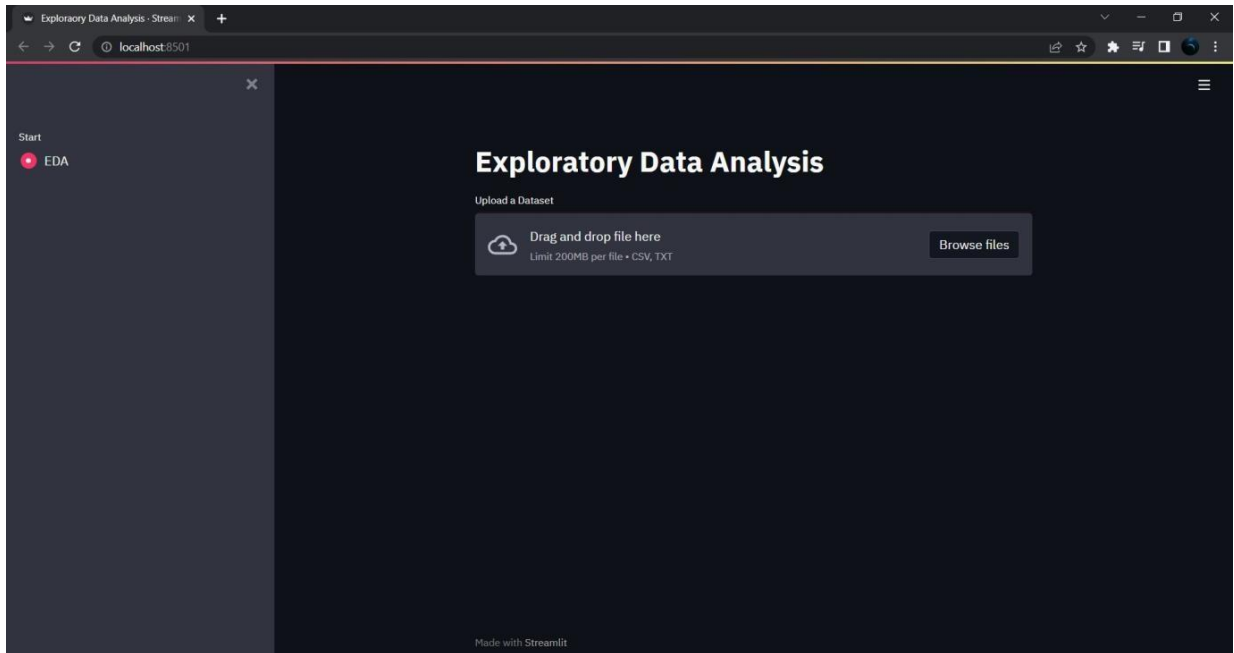 Exploraory Data Analysis · Stream
localhost:8501
Start
EDA
Exploratory Data Analysis
Upload a Dataset
Drag and drop file here
Limit 200MB per file • CSV, TXT
Browse files
Made with Streamlit